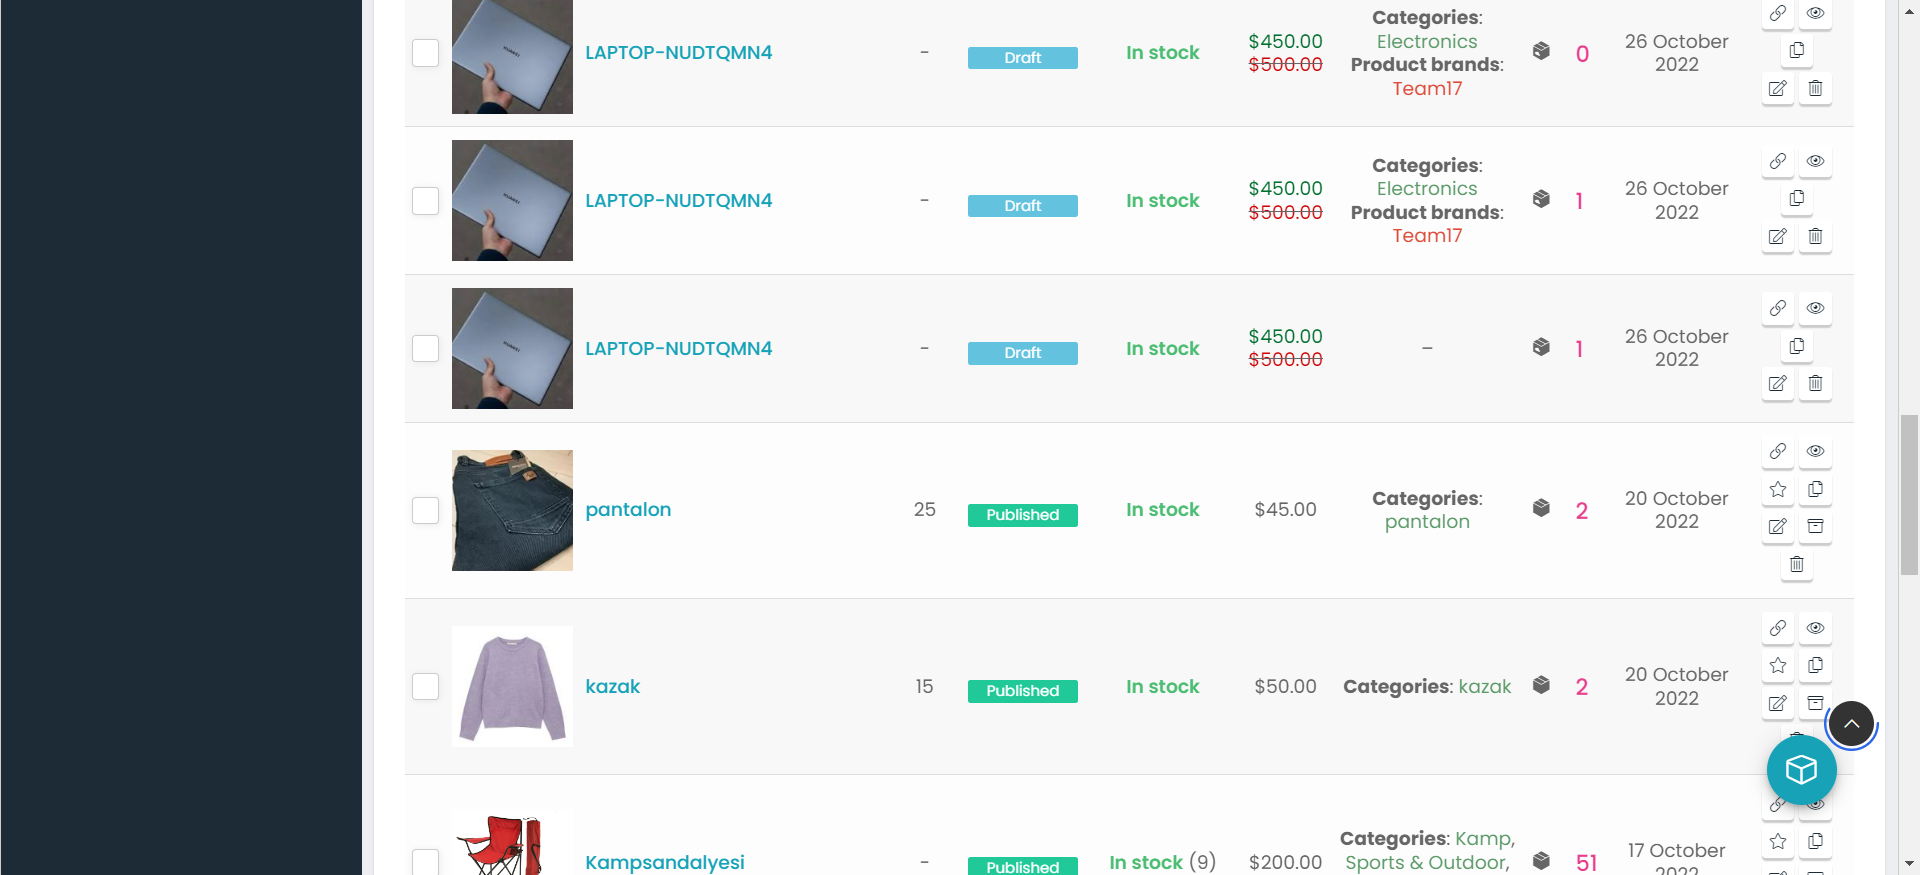 LAPTOP-NUDTQMN4 - Draft In stock $450.00 $500.00 Categories: Electronics Product brands: Team17 0 26 October 2022
LAPTOP-NUDTQMN4 - Draft In stock $450.00 $500.00 Categories: Electronics Product brands: Team17 1 26 October 2022
LAPTOP-NUDTQMN4 - Draft In stock $450.00 $500.00 – 1 26 October 2022
pantalon 25 Published In stock $45.00 Categories: pantalon 2 20 October 2022
kazak 15 Published In stock $50.00 Categories: kazak 2 20 October 2022
Kampsandalyesi - Published In stock (9) $200.00 Categories: Kamp, Sports & Outdoor, 51 17 October 2022